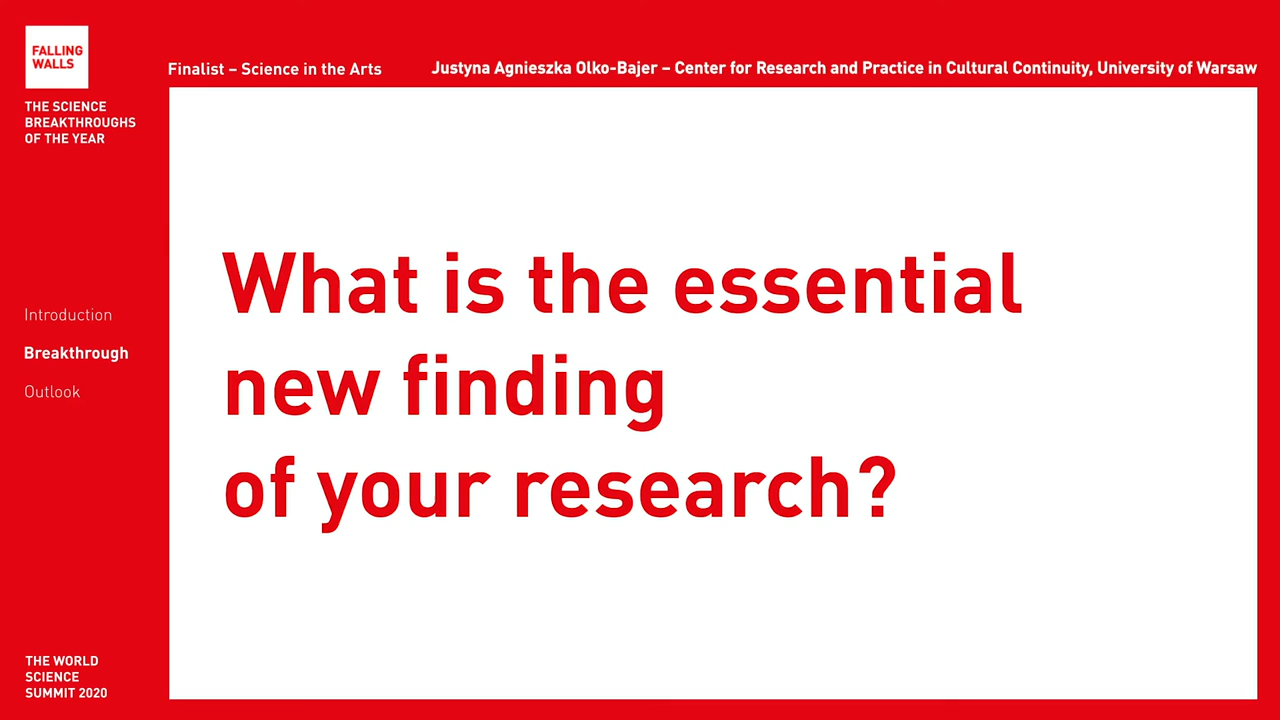 FALLING
WALLS
THE SCIENCE
BREAKTHROUGHS
OF THE YEAR
Finalist – Science in the Arts
Justyna Agnieszka Olko-Bajer – Center for Research and Practice in Cultural Continuity, University of Warsaw
Introduction
Breakthrough
Outlook
What is the essential
new finding
of your research?
THE WORLD
SCIENCE
SUMMIT 2020